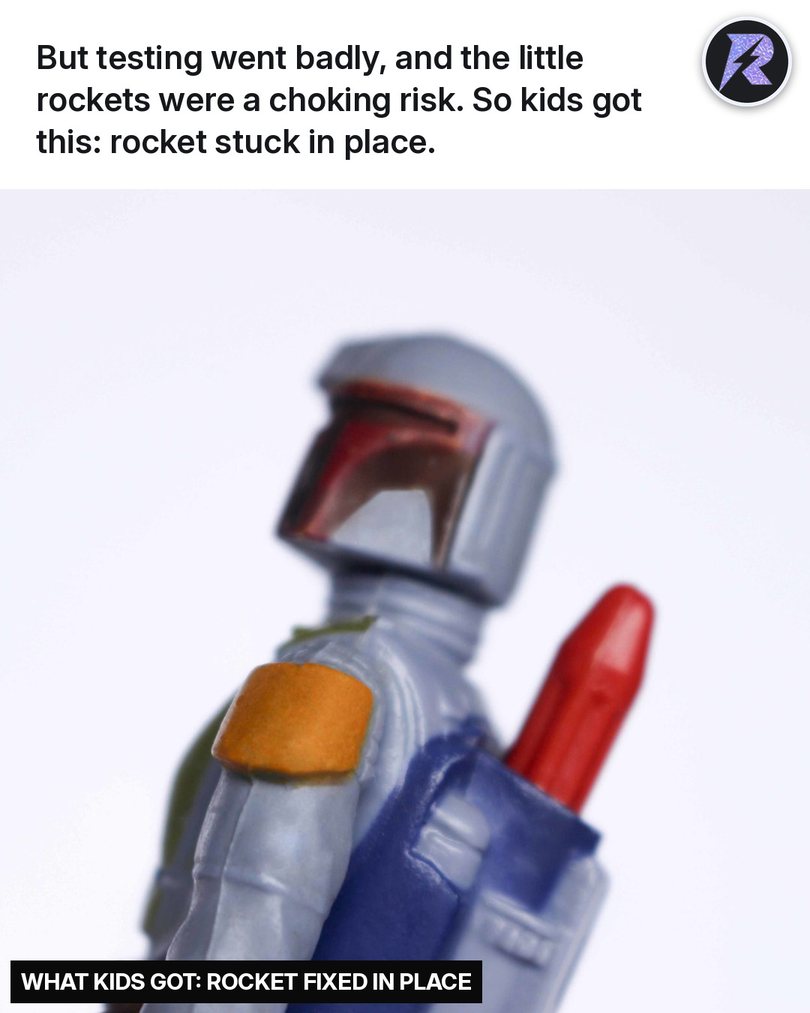 But testing went badly, and the little
rockets were a choking risk. So kids got
this: rocket stuck in place.
R
WHAT KIDS GOT: ROCKET FIXED IN PLACE